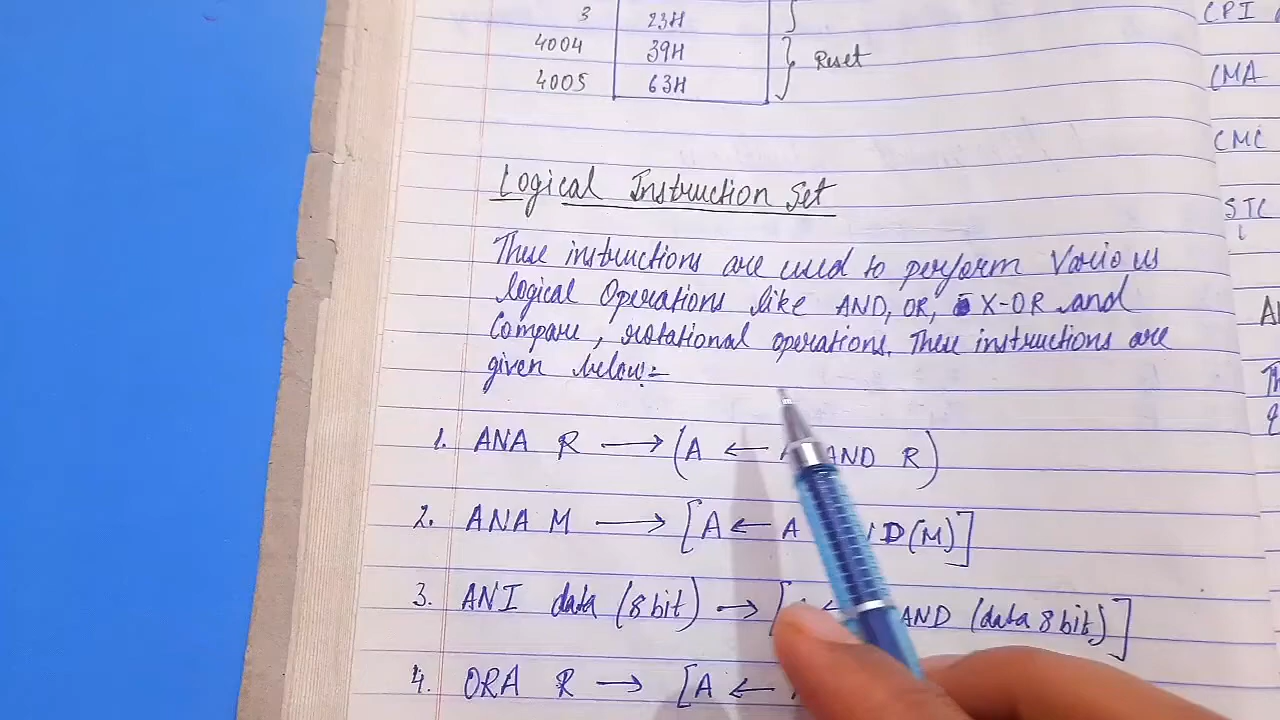 3 23H
4004 39H
4005 63H
Reset
Logical Instruction Set
These instructions are used to perform Various
logical Operations like AND, OR, X-OR and
Compare, rotational operations. These instructions are
given below:-
1. ANA R → (A ← AND R)
2. ANA M → [A ← A D(M)]
3. ANI data (8 bit) → [ ← AND (data 8 bit)]
4. ORA R → [A ←
CPI
CMA
CMC
STC